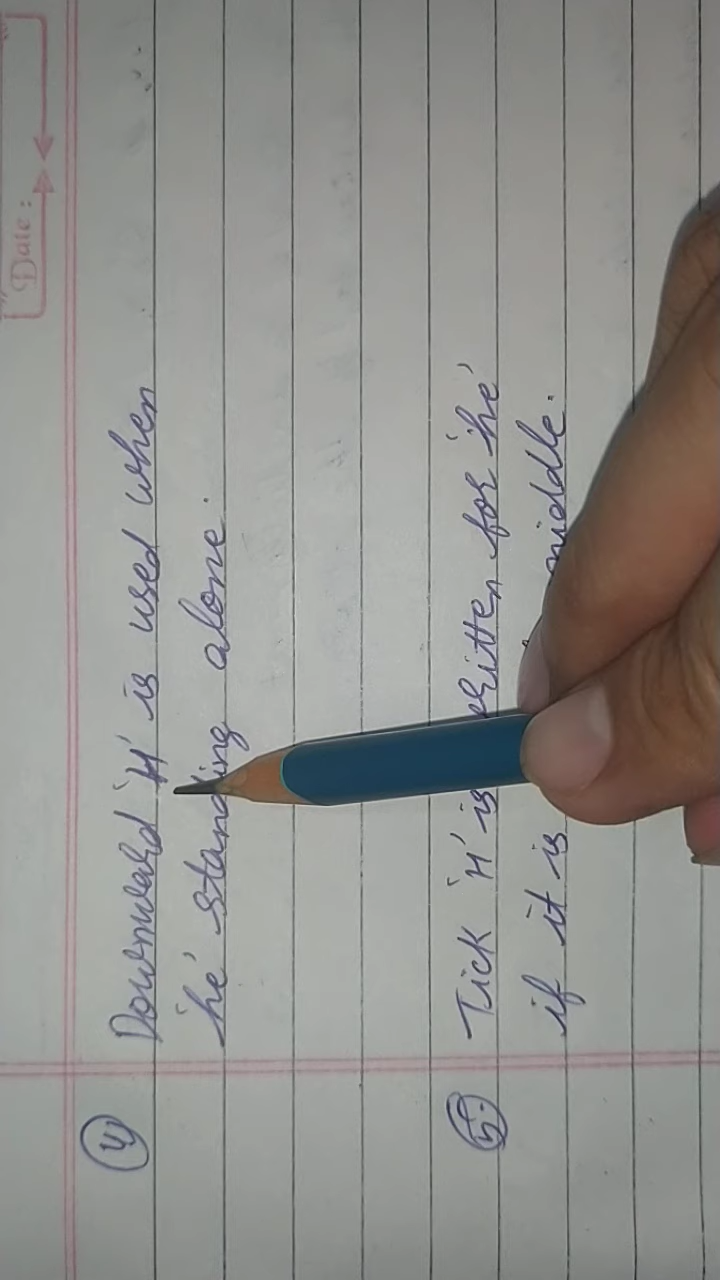 Date :
(4) Downward 'H' is used when
'he' standing alone.
(5). Tick 'H' is written for 'he'
if it is middle.